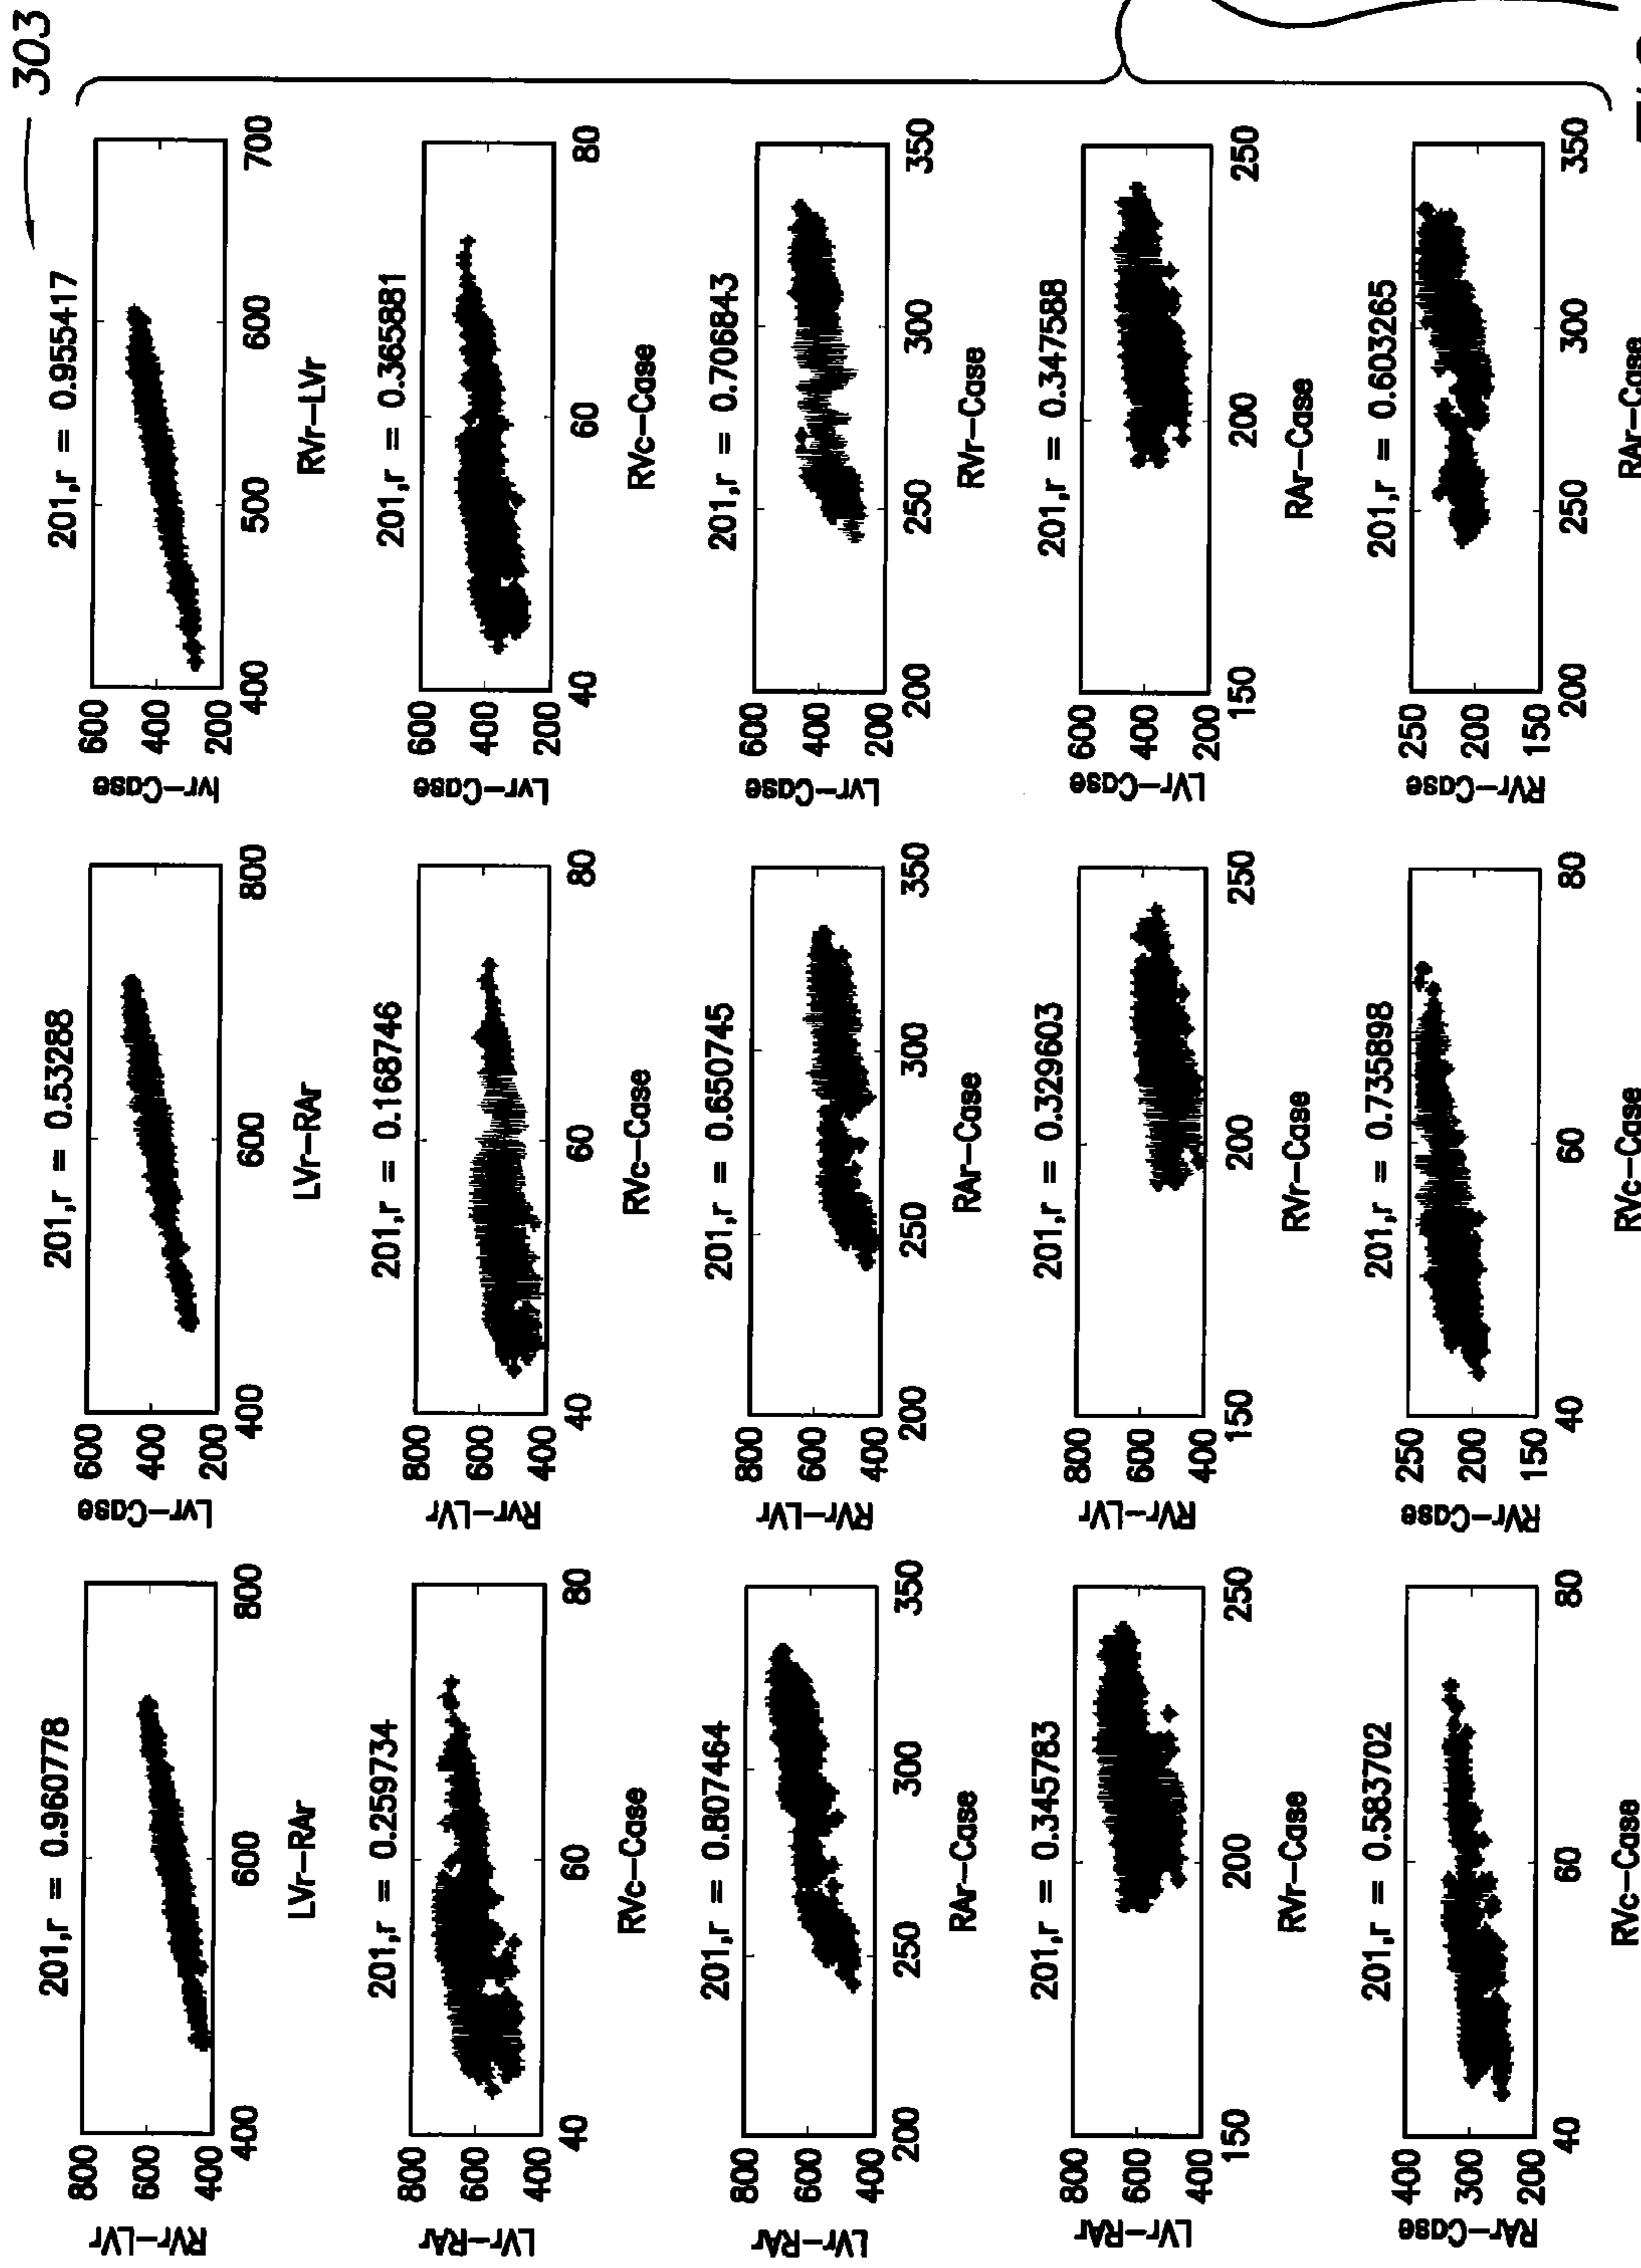 303
201,r = 0.960778
RVr-LVr
800
600
400
400
600
800
LVr-RAr
201,r = 0.53288
Lvr-Case
600
400
200
400
600
800
LVr-RAr
201,r = 0.955417
lvr-Case
600
400
200
400
500
600
700
RVr-LVr
201,r = 0.259734
LVr-RAr
800
600
400
40
60
80
RVc-Case
201,r = 0.168746
Rvr-LVr
800
600
400
40
60
80
RVc-Case
201,r = 0.365881
Lvr-Case
600
400
200
40
60
80
RVc-Case
201,r = 0.807464
LVr-RAr
800
600
400
200
250
300
350
RAr-Case
201,r = 0.650745
RVr-LVr
800
600
400
200
250
300
350
RAr-Case
201,r = 0.706843
Lvr-Case
600
400
200
200
250
300
350
RVr-Case
201,r = 0.345783
LVr-RAr
800
600
400
150
200
250
RVr-Case
201,r = 0.329603
RVr-LVr
800
600
400
150
200
250
RVr-Case
201,r = 0.347588
LVr-Case
600
400
200
150
200
250
RAr-Case
201,r = 0.583702
RAr-Case
400
300
200
40
60
80
RVc-Case
201,r = 0.735898
RVr-Case
250
200
150
40
60
80
RVc-Case
201,r = 0.603265
RVr-Case
250
200
150
200
250
300
350
RAr-Case